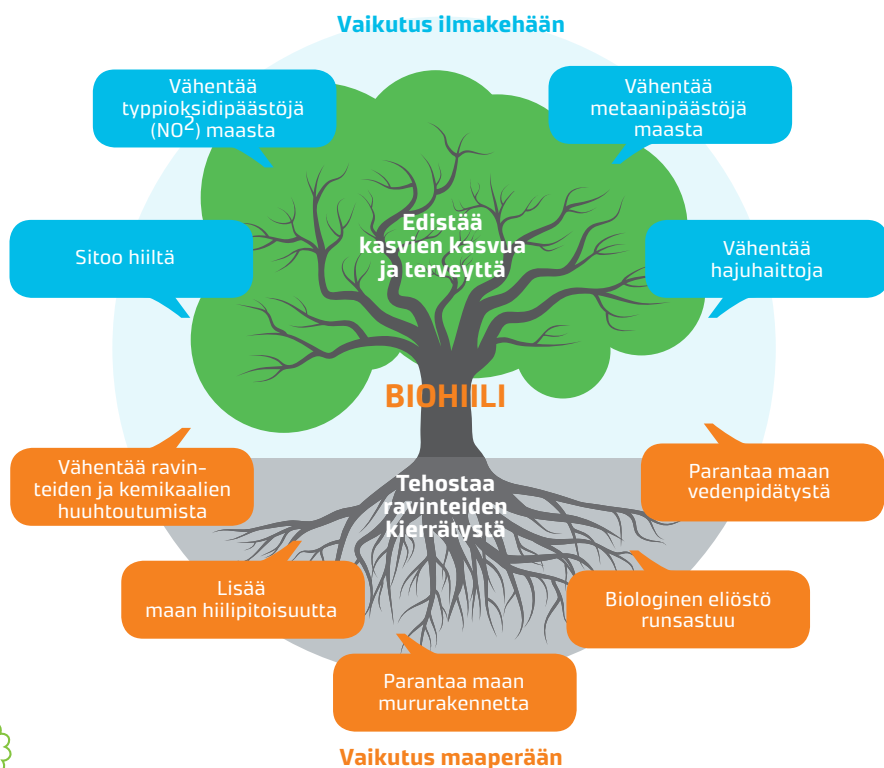 Vaikutus ilmakehään
Vähentää
typpioksidipäästöjä
(NO²) maasta
Vähentää
metaanipäästöjä
maasta
Sitoo hiiltä
Edistää
kasvien kasvua
ja terveyttä
Vähentää
hajuhaittoja
BIOHIILI
Vähentää ravin-
teiden ja kemikaalien
huuhtoutumista
Tehostaa
ravinteiden
kierrätystä
Parantaa maan
vedenpidätystä
Lisää
maan hiilipitoisuutta
Biologinen eliöstö
runsastuu
Parantaa maan
mururakennetta
Vaikutus maaperään